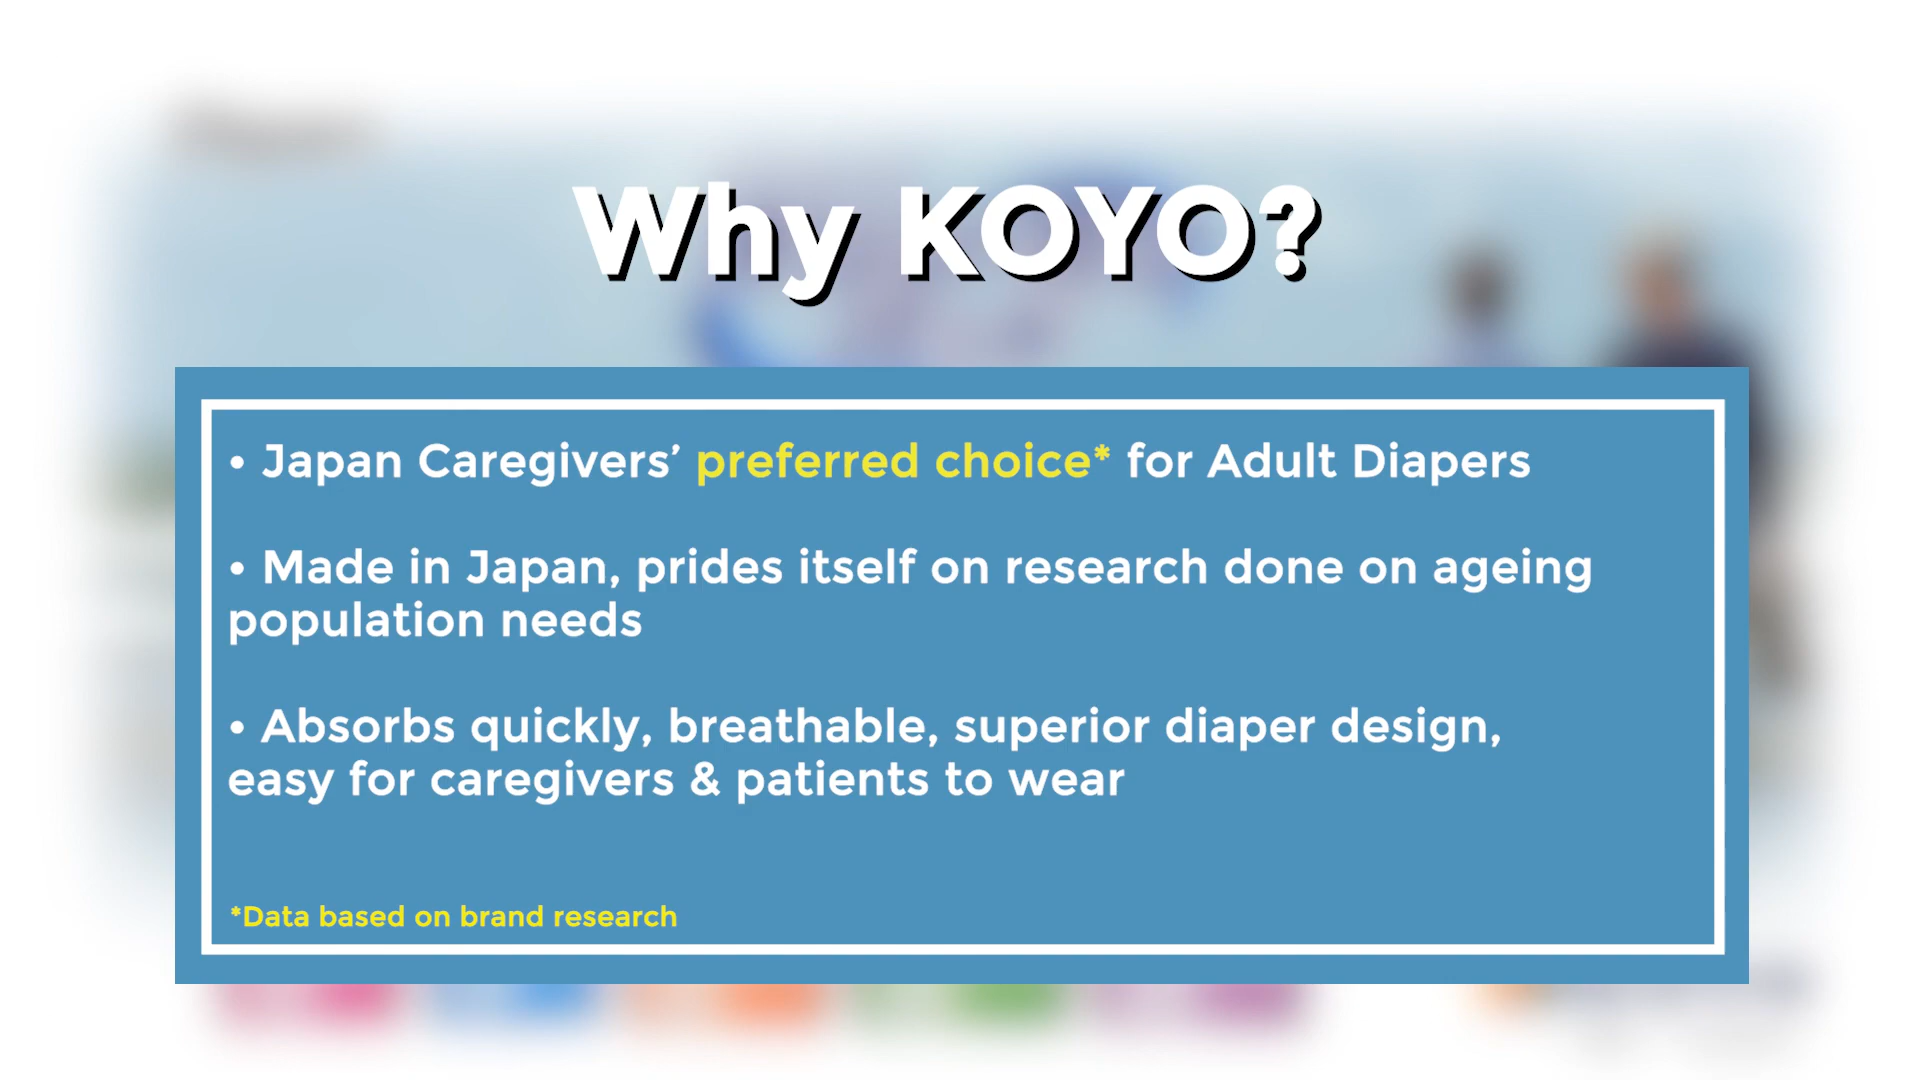 Why KOYO?
• Japan Caregivers’ preferred choice* for Adult Diapers
• Made in Japan, prides itself on research done on ageing
population needs
• Absorbs quickly, breathable, superior diaper design,
easy for caregivers & patients to wear
*Data based on brand research